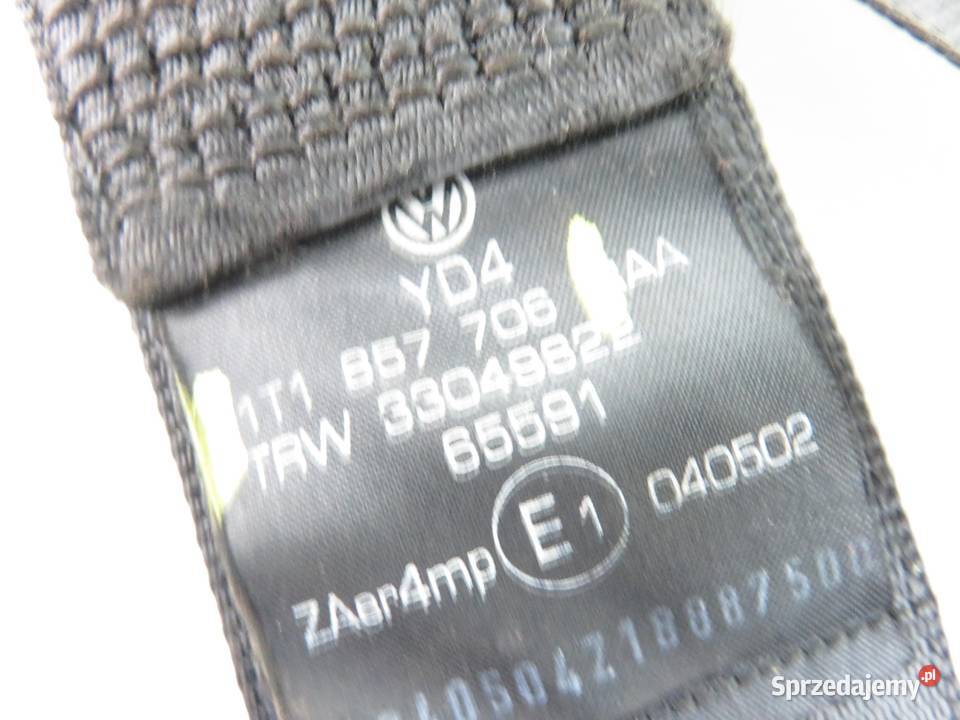 YD4
1T1 857 706 AA
TRW 33049822
65591
ZAer4mp E1 040502
Sprzedajemy.pl